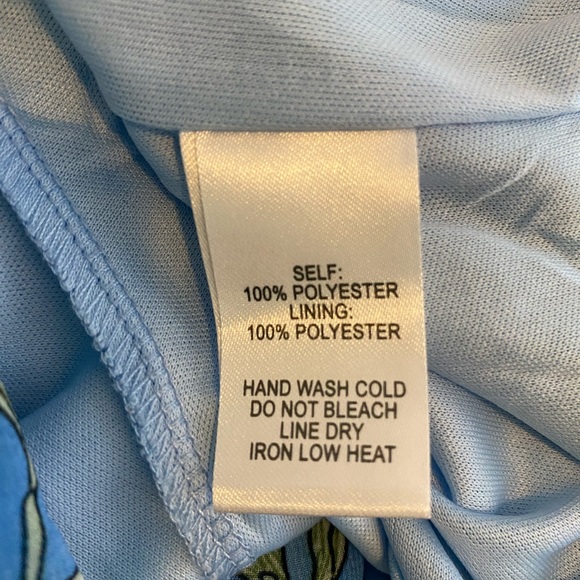 SELF:
100% POLYESTER
LINING:
100% POLYESTER
HAND WASH COLD
DO NOT BLEACH
LINE DRY
IRON LOW HEAT